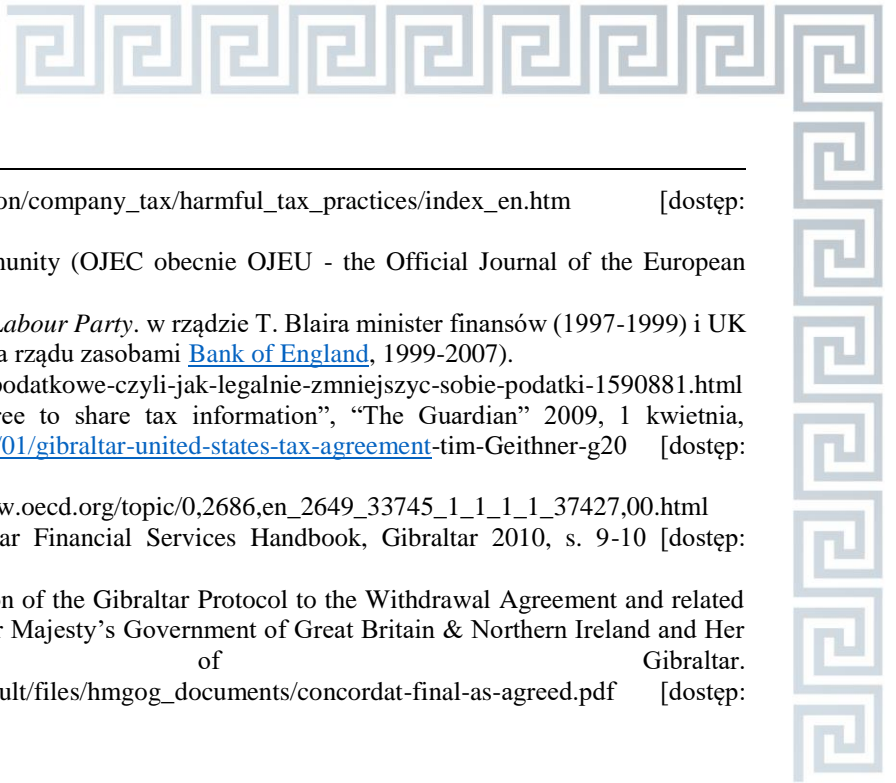 on/company_tax/harmful_tax_practices/index_en.htm [dostęp:
munity (OJEC obecnie OJEU - the Official Journal of the European
Labour Party. w rządzie T. Blaira minister finansów (1997-1999) i UK
a rządu zasobami Bank of England, 1999-2007).
podatkowe-czyli-jak-legalnie-zmniejszyc-sobie-podatki-1590881.html
ree to share tax information”, “The Guardian” 2009, 1 kwietnia,
/01/gibraltar-united-states-tax-agreement-tim-Geithner-g20 [dostęp:
w.oecd.org/topic/0,2686,en_2649_33745_1_1_1_1_37427,00.html
ar Financial Services Handbook, Gibraltar 2010, s. 9-10 [dostęp:
on of the Gibraltar Protocol to the Withdrawal Agreement and related
r Majesty’s Government of Great Britain & Northern Ireland and Her
of Gibraltar.
ult/files/hmgog_documents/concordat-final-as-agreed.pdf [dostęp: